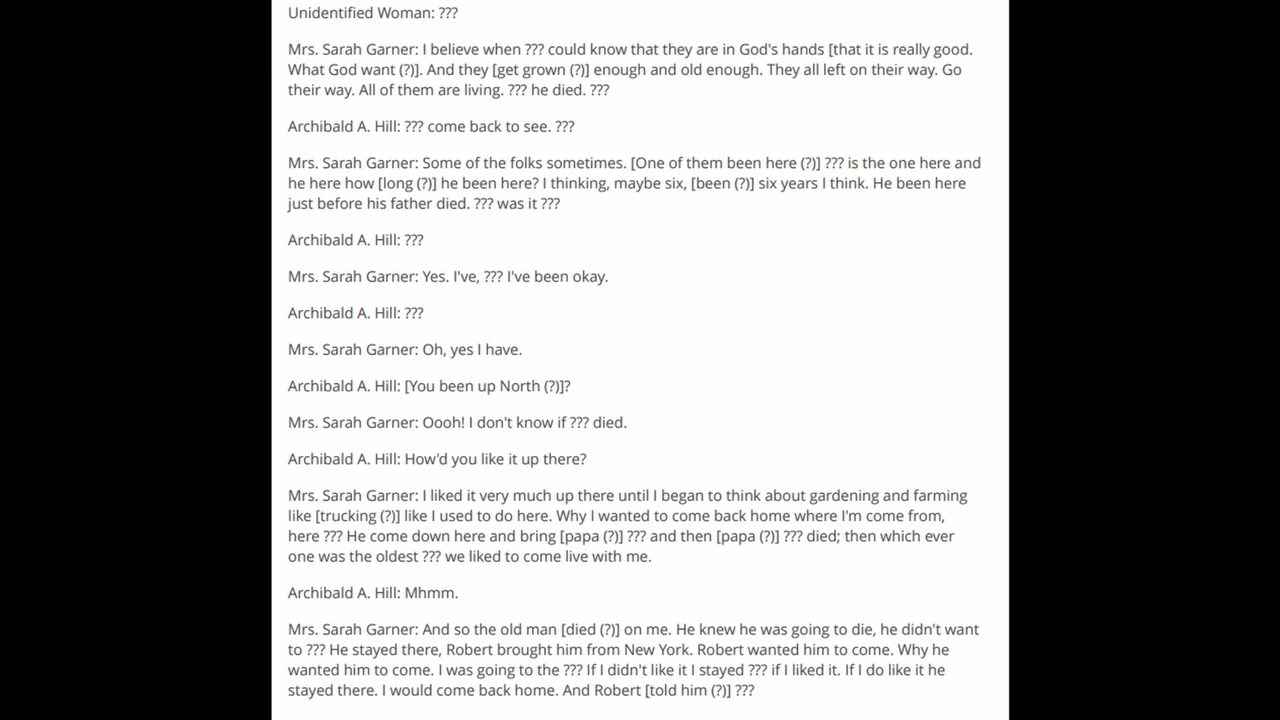 Unidentified Woman: ???
Mrs. Sarah Garner: I believe when ??? could know that they are in God's hands [that it is really good.
What God want (?)]. And they [get grown (?)] enough and old enough. They all left on their way. Go
their way. All of them are living. ??? he died. ???
Archibald A. Hill: ??? come back to see. ???
Mrs. Sarah Garner: Some of the folks sometimes. [One of them been here (?)] ??? is the one here and
he here how [long (?)] he been here? I thinking, maybe six, [been (?)] six years I think. He been here
just before his father died. ??? was it ???
Archibald A. Hill: ???
Mrs. Sarah Garner: Yes. I've, ??? I've been okay.
Archibald A. Hill: ???
Mrs. Sarah Garner: Oh, yes I have.
Archibald A. Hill: [You been up North (?)]?
Mrs. Sarah Garner: Oooh! I don't know if ??? died.
Archibald A. Hill: How'd you like it up there?
Mrs. Sarah Garner: I liked it very much up there until I began to think about gardening and farming
like [trucking (?)] like I used to do here. Why I wanted to come back home where I'm come from,
here ??? He come down here and bring [papa (?)] ??? and then [papa (?)] ??? died; then which ever
one was the oldest ??? we liked to come live with me.
Archibald A. Hill: Mhmm.
Mrs. Sarah Garner: And so the old man [died (?)] on me. He knew he was going to die, he didn't want
to ??? He stayed there, Robert brought him from New York. Robert wanted him to come. Why he
wanted him to come. I was going to the ??? If I didn't like it I stayed ??? if I liked it. If I do like it he
stayed there. I would come back home. And Robert [told him (?)] ???